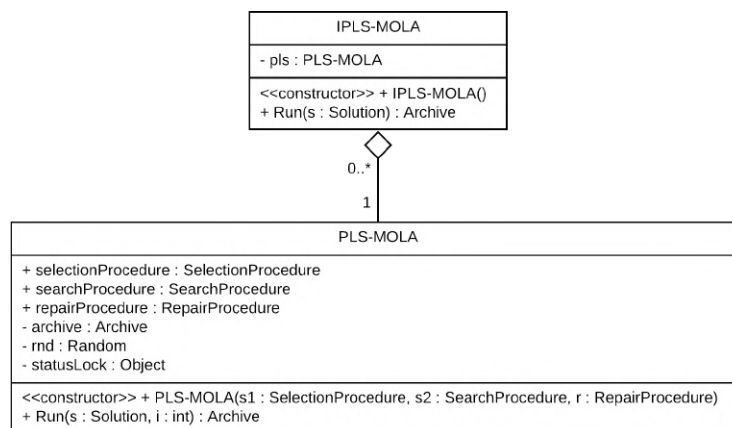 IPLS-MOLA
- pls : PLS-MOLA
<<constructor>> + IPLS-MOLA()
+ Run(s : Solution) : Archive
0..*
1
PLS-MOLA
+ selectionProcedure : SelectionProcedure
+ searchProcedure : SearchProcedure
+ repairProcedure : RepairProcedure
- archive : Archive
- rnd : Random
- statusLock : Object
<<constructor>> + PLS-MOLA(s1 : SelectionProcedure, s2 : SearchProcedure, r : RepairProcedure)
+ Run(s : Solution, i : int) : Archive